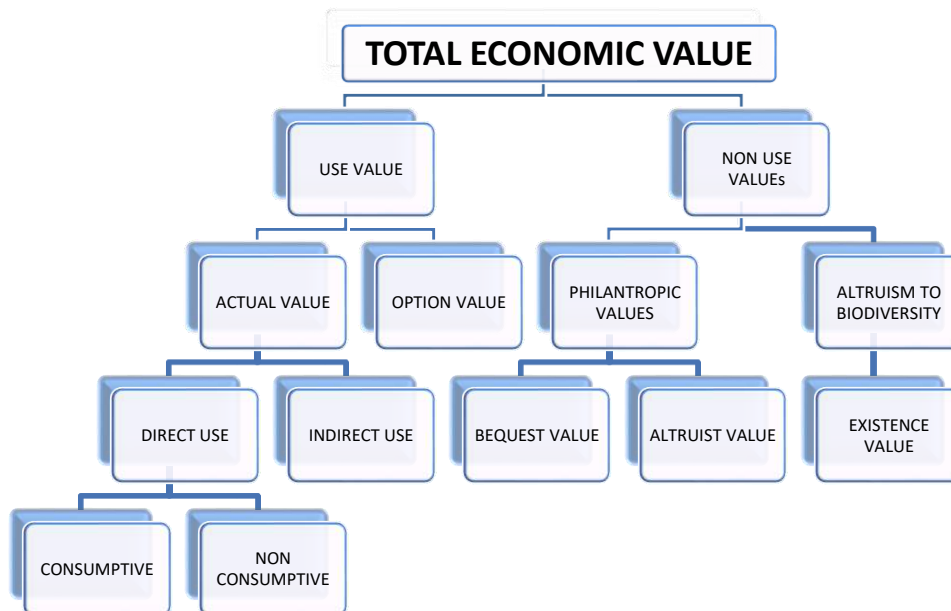 TOTAL ECONOMIC VALUE
USE VALUE
NON USE
VALUEs
ACTUAL VALUE
OPTION VALUE
PHILANTROPIC
VALUES
ALTRUISM TO
BIODIVERSITY
DIRECT USE
INDIRECT USE
BEQUEST VALUE
ALTRUIST VALUE
EXISTENCE
VALUE
CONSUMPTIVE
NON
CONSUMPTIVE